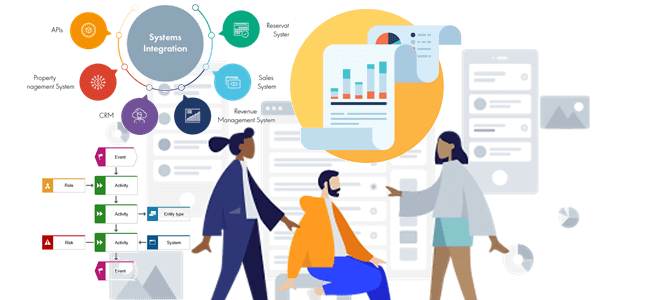 APIs
Systems
Integration
Reservat
Syster
Property
nagement System
Sales
System
CRM
Revenue
Management System
Event
Role
Activity
Activity
Entity type
Risk
Activity
System
Event